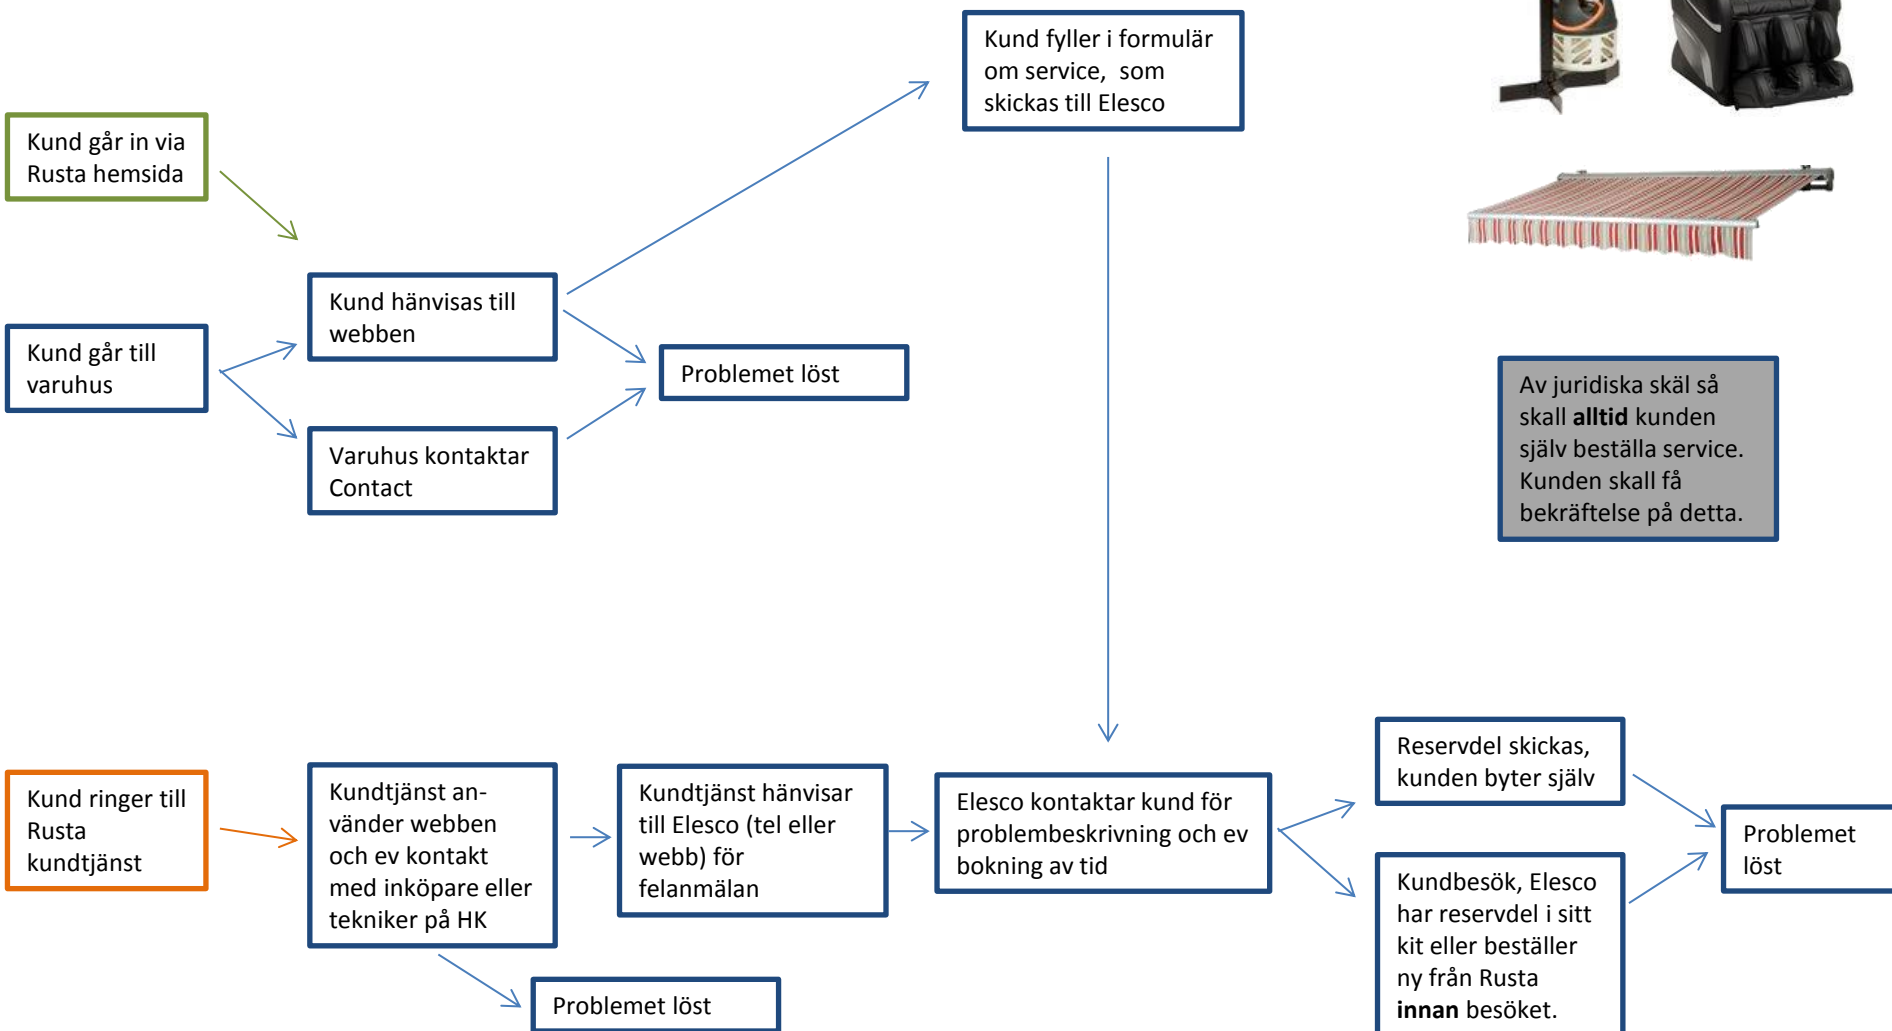 Kund fyller i formulär
om service, som
skickas till Elesco
Kund går in via
Rusta hemsida
Kund hänvisas till
webben
Kund går till
varuhus
Problemet löst
Varuhus kontaktar
Contact
Av juridiska skäl så
skall alltid kunden
själv beställa service.
Kunden skall få
bekräftelse på detta.
Kund ringer till
Rusta
kundtjänst
Kundtjänst an-
vänder webben
och ev kontakt
med inköpare eller
tekniker på HK
Kundtjänst hänvisar
till Elesco (tel eller
webb) för
felanmälan
Elesco kontaktar kund för
problembeskrivning och ev
bokning av tid
Reservdel skickas,
kunden byter själv
Kundbesök, Elesco
har reservdel i sitt
kit eller beställer
ny från Rusta
innan besöket.
Problemet
löst
Problemet löst